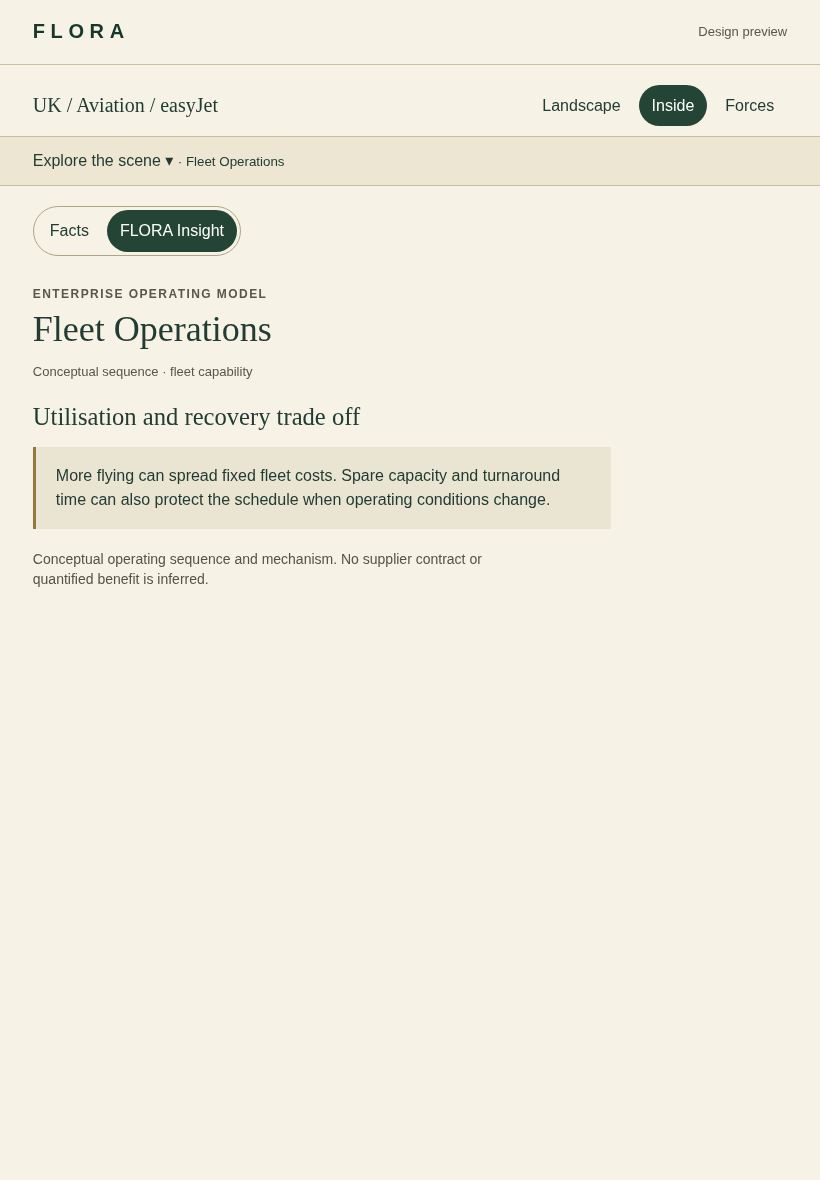 FLORA
Design preview
UK / Aviation / easyJet
Landscape
Inside
Forces
Explore the scene ▾ · Fleet Operations
Facts
FLORA Insight
ENTERPRISE OPERATING MODEL
Fleet Operations
Conceptual sequence · fleet capability
Utilisation and recovery trade off
More flying can spread fixed fleet costs. Spare capacity and turnaround
time can also protect the schedule when operating conditions change.
Conceptual operating sequence and mechanism. No supplier contract or
quantified benefit is inferred.